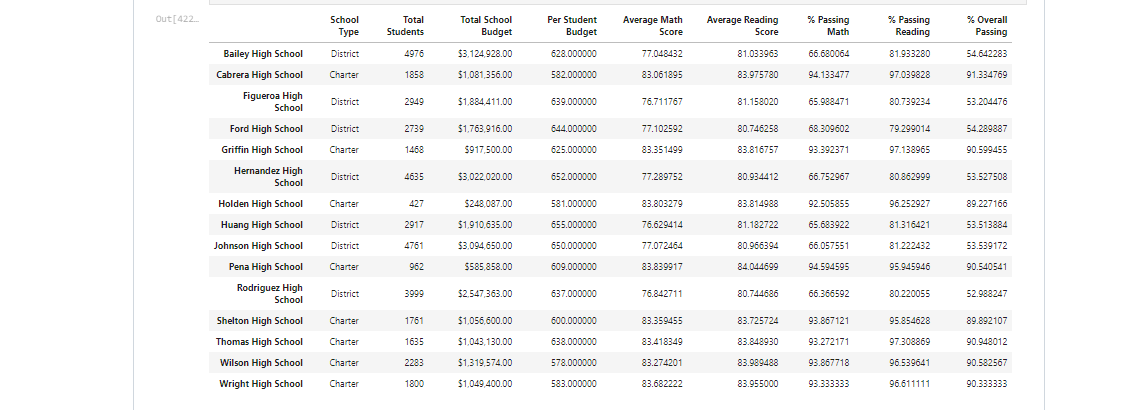 Out[422…
School Type	Total Students	Total School Budget	Per Student Budget	Average Math Score	Average Reading Score	% Passing Math	% Passing Reading	% Overall Passing
Bailey High School	District	4976	$3,124,928.00	628.000000	77.048432	81.033963	66.680064	81.933280	54.642283
Cabrera High School	Charter	1858	$1,081,356.00	582.000000	83.061895	83.975780	94.133477	97.039828	91.334769
Figueroa High School	District	2949	$1,884,411.00	639.000000	76.711767	81.158020	65.988471	80.739234	53.204476
Ford High School	District	2739	$1,763,916.00	644.000000	77.102592	80.746258	68.309602	79.299014	54.289887
Griffin High School	Charter	1468	$917,500.00	625.000000	83.351499	83.816757	93.392371	97.138965	90.599455
Hernandez High School	District	4635	$3,022,020.00	652.000000	77.289752	80.934412	66.752967	80.862999	53.527508
Holden High School	Charter	427	$248,087.00	581.000000	83.803279	83.814988	92.505855	96.252927	89.227166
Huang High School	District	2917	$1,910,635.00	655.000000	76.629414	81.182722	65.683922	81.316421	53.513884
Johnson High School	District	4761	$3,094,650.00	650.000000	77.072464	80.966394	66.057551	81.222432	53.539172
Pena High School	Charter	962	$585,858.00	609.000000	83.839917	84.044699	94.594595	95.945946	90.540541
Rodriguez High School	District	3999	$2,547,363.00	637.000000	76.842711	80.744686	66.366592	80.220055	52.988247
Shelton High School	Charter	1761	$1,056,600.00	600.000000	83.359455	83.725724	93.867121	95.854628	89.892107
Thomas High School	Charter	1635	$1,043,130.00	638.000000	83.418349	83.848930	93.272171	97.308869	90.948012
Wilson High School	Charter	2283	$1,319,574.00	578.000000	83.274201	83.989488	93.867718	96.539641	90.582567
Wright High School	Charter	1800	$1,049,400.00	583.000000	83.682222	83.955000	93.333333	96.611111	90.333333